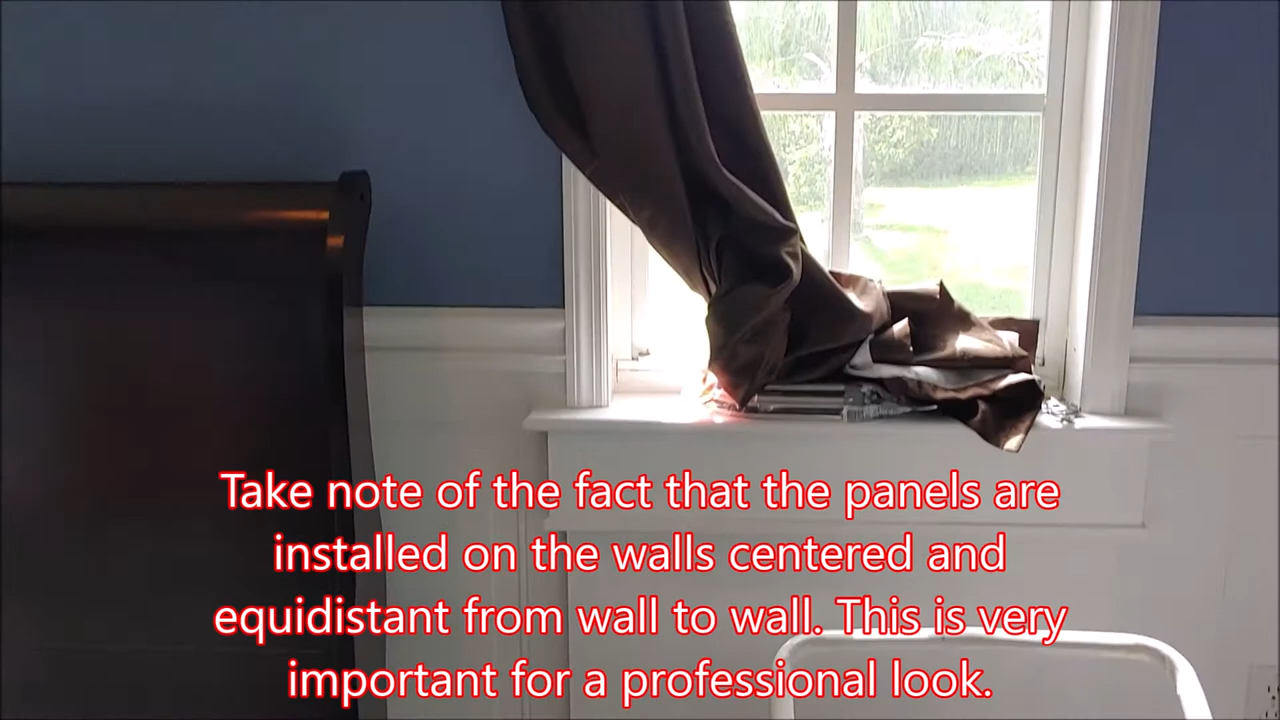 Take note of the fact that the panels are
installed on the walls centered and
equidistant from wall to wall. This is very
important for a professional look.